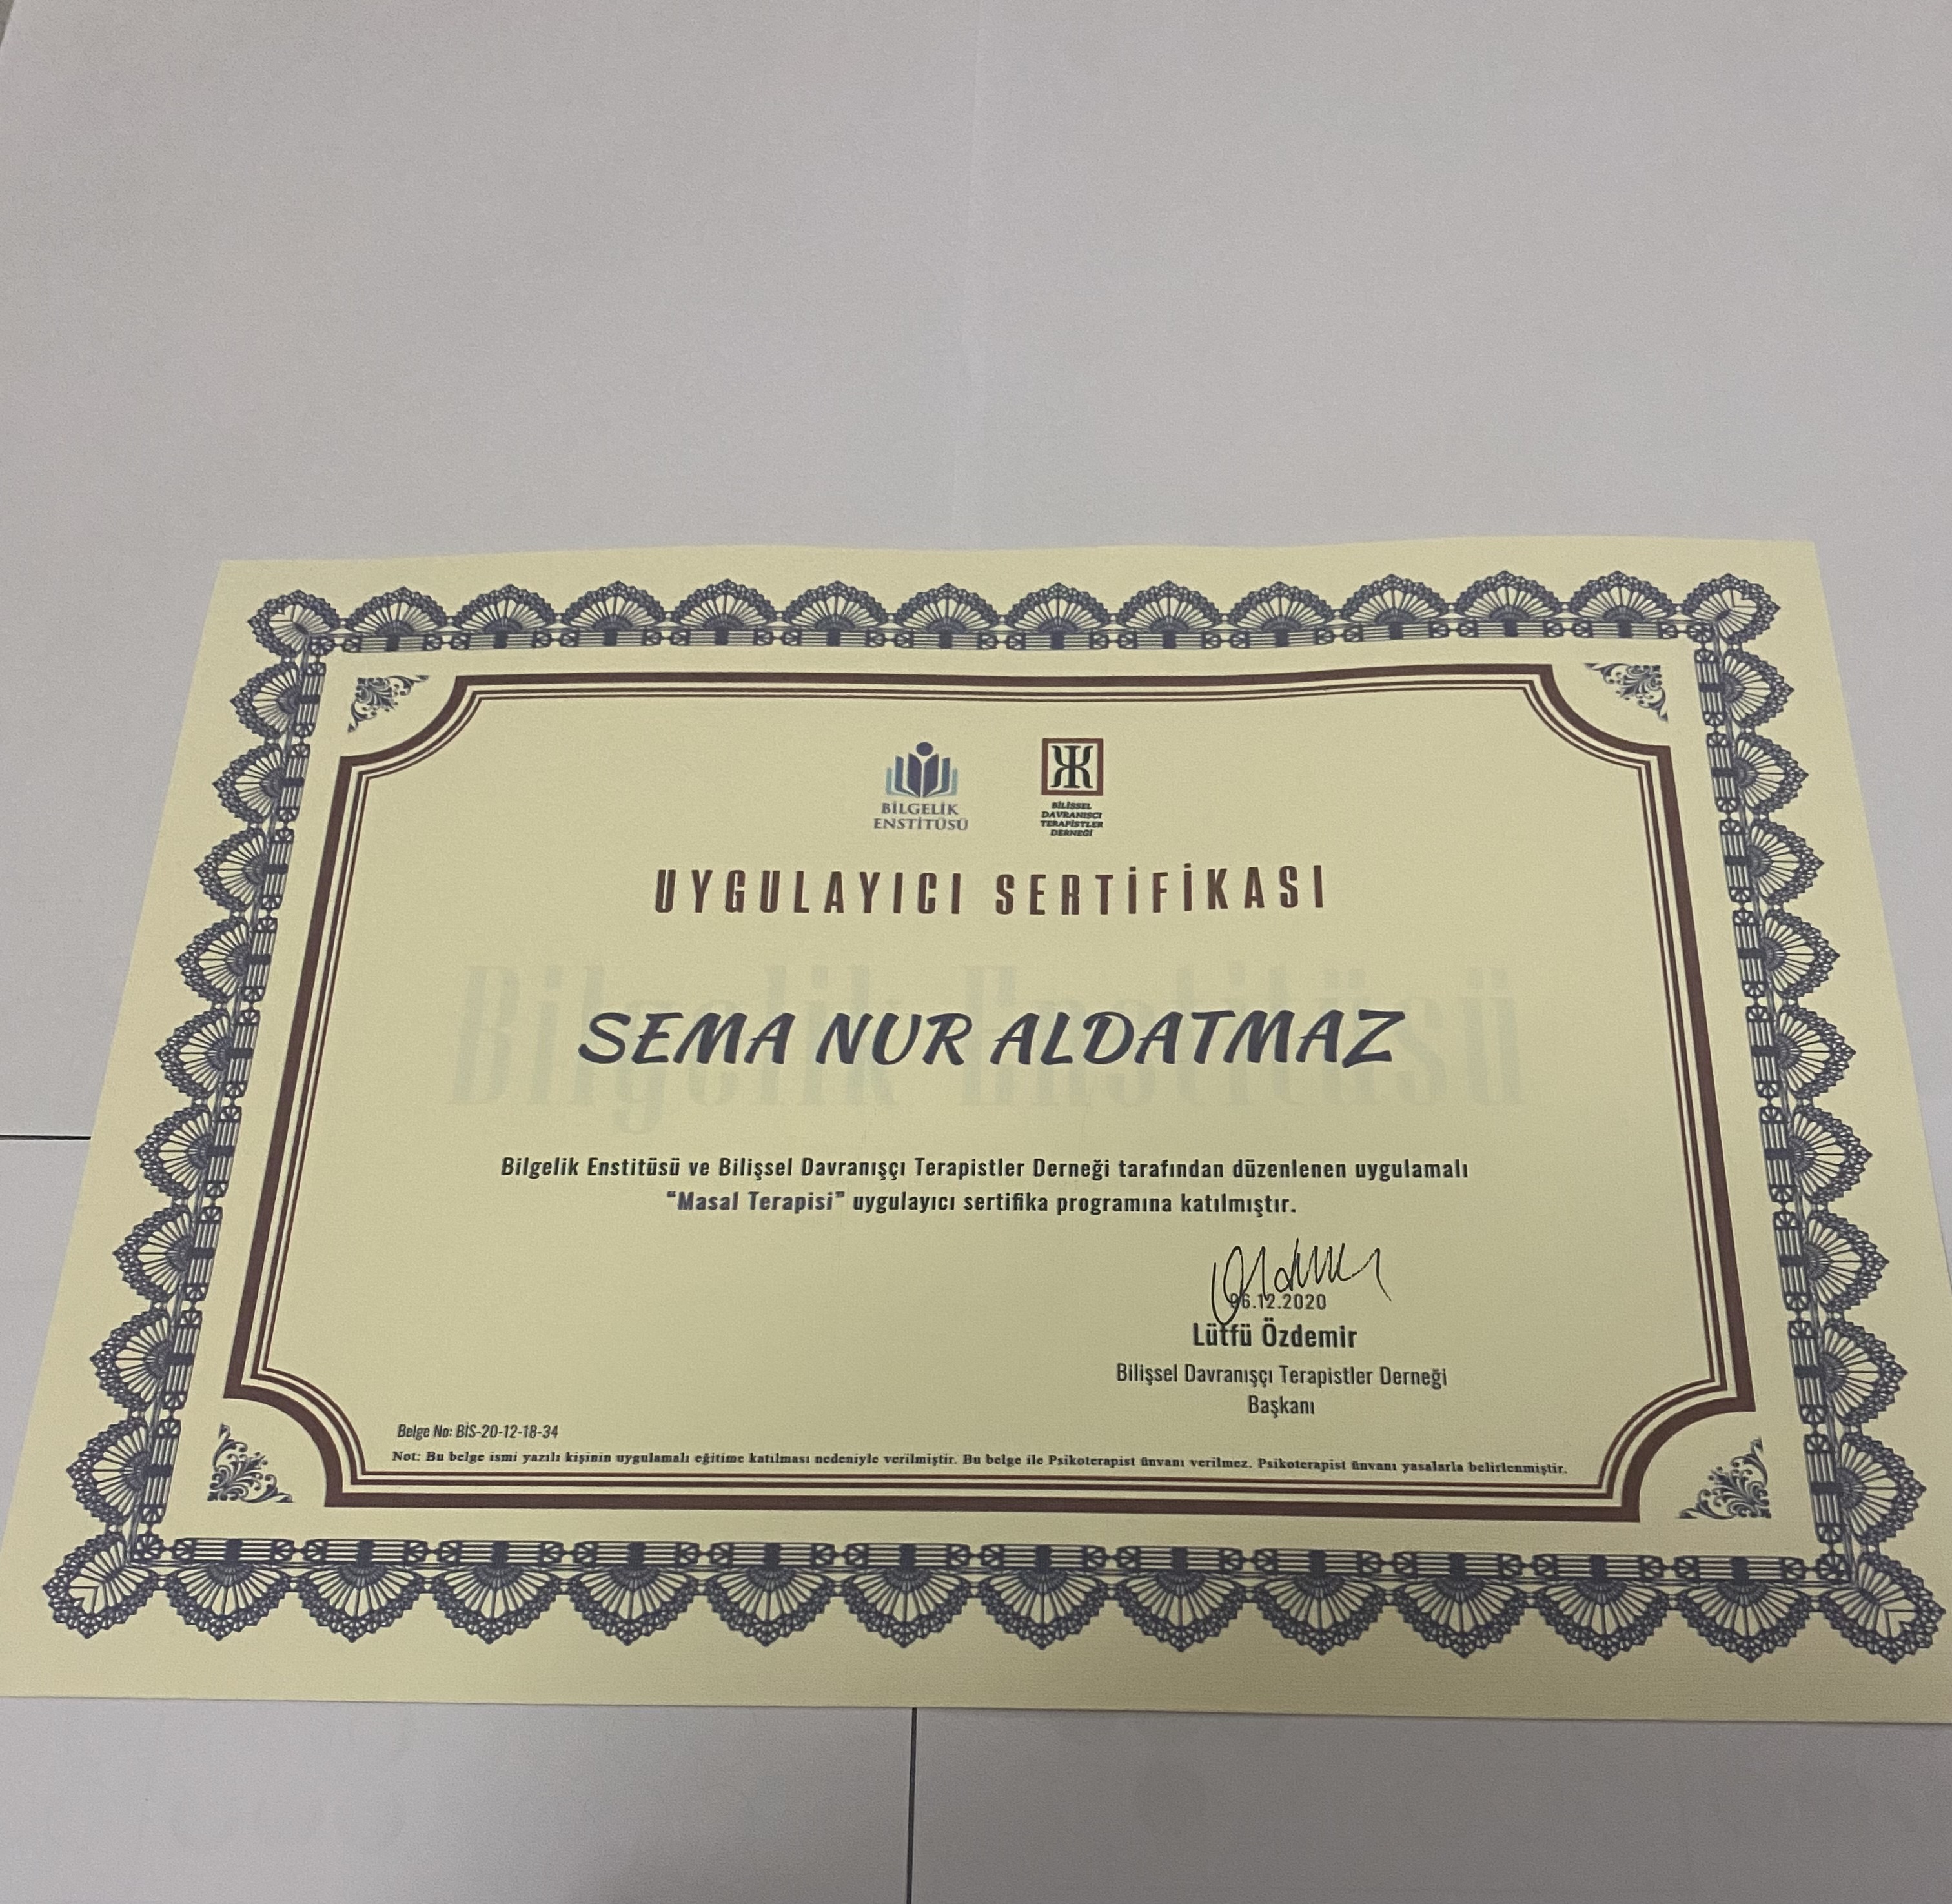 BİLGELİK
ENSTİTÜSÜ
BİLİŞSEL
DAVRANIŞCI
TERAPİSTLER
DERNEĞİ
UYGULAYICI SERTİFİKASI
Bilgelik Enstitüsü
SEMA NUR ALDATMAZ
Bilgelik Enstitüsü ve Bilişsel Davranışçı Terapistler Derneği tarafından düzenlenen uygulamalı
“Masal Terapisi” uygulayıcı sertifika programına katılmıştır.
06.12.2020
Lütfü Özdemir
Bilişsel Davranışçı Terapistler Derneği
Başkanı
Belge No: BİS-20-12-18-34
Not: Bu belge ismi yazılı kişinin uygulamalı eğitime katılması nedeniyle verilmiştir. Bu belge ile Psikoterapist ünvanı verilmez. Psikoterapist ünvanı yasalarla belirlenmiştir.